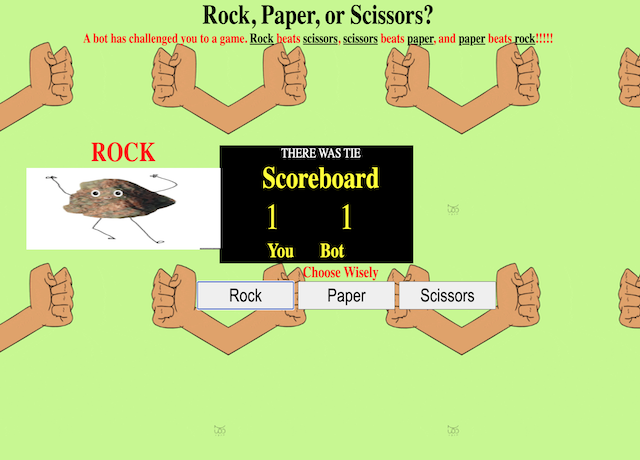 Rock, Paper, or Scissors?
A bot has challenged you to a game. Rock beats scissors, scissors beats paper, and paper beats rock!!!!!
ROCK
THERE WAS TIE
Scoreboard
1 1
You Bot
Choose Wisely
Rock Paper Scissors